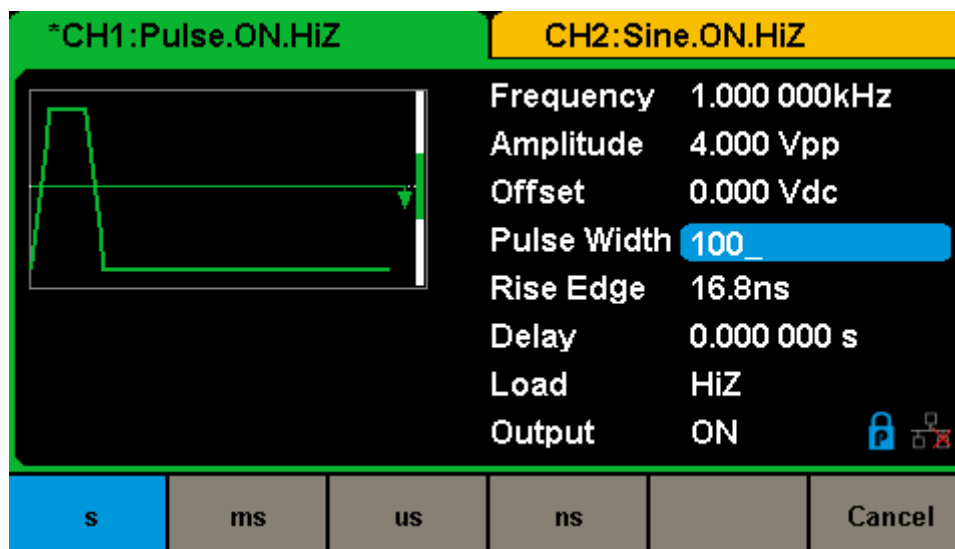 *CH1:Pulse.ON.HiZ CH2:Sine.ON.HiZ
Frequency 1.000 000kHz
Amplitude 4.000 Vpp
Offset 0.000 Vdc
Pulse Width 100_
Rise Edge 16.8ns
Delay 0.000 000 s
Load HiZ
Output ON P
s ms us ns Cancel